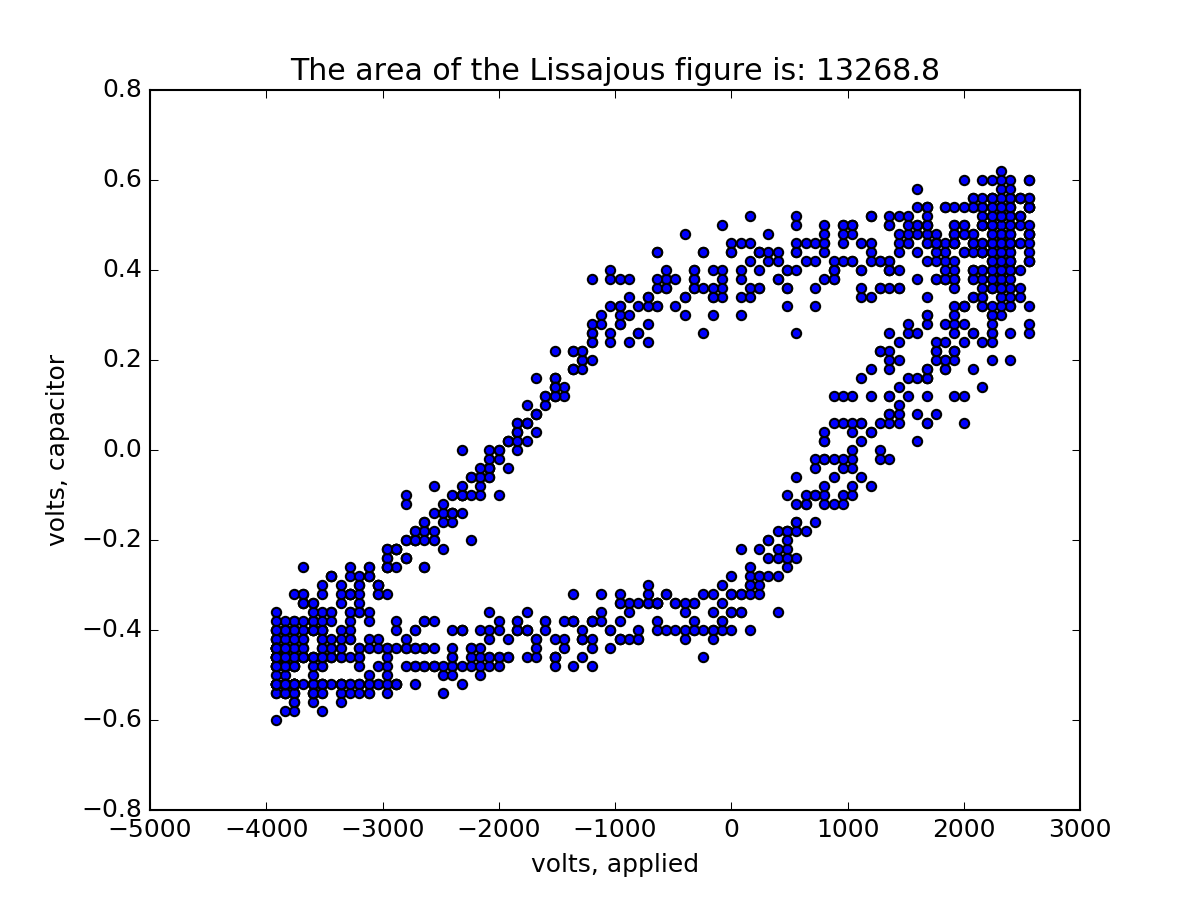 The area of the Lissajous figure is: 13268.8
0.8
0.6
0.4
0.2
0.0
−0.2
−0.4
−0.6
−0.8
volts, capacitor
−5000 −4000 −3000 −2000 −1000 0 1000 2000 3000
volts, applied